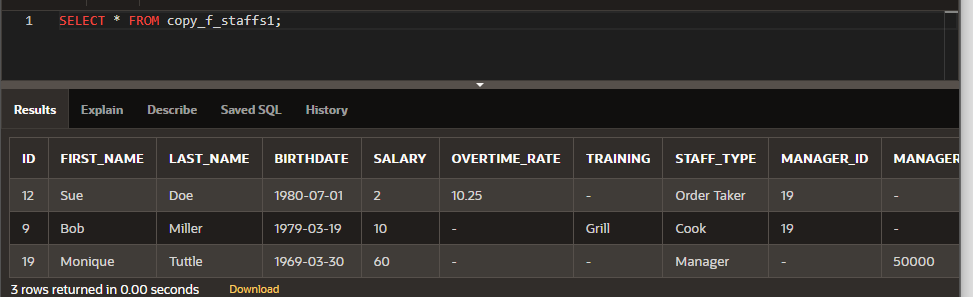 1 SELECT * FROM copy_f_staffs1;
Results Explain Describe Saved SQL History
ID FIRST_NAME LAST_NAME BIRTHDATE SALARY OVERTIME_RATE TRAINING STAFF_TYPE MANAGER_ID MANAGER
12 Sue Doe 1980-07-01 2 10.25 - Order Taker 19 -
9 Bob Miller 1979-03-19 10 - Grill Cook 19 -
19 Monique Tuttle 1969-03-30 60 - - Manager - 50000
3 rows returned in 0.00 seconds Download